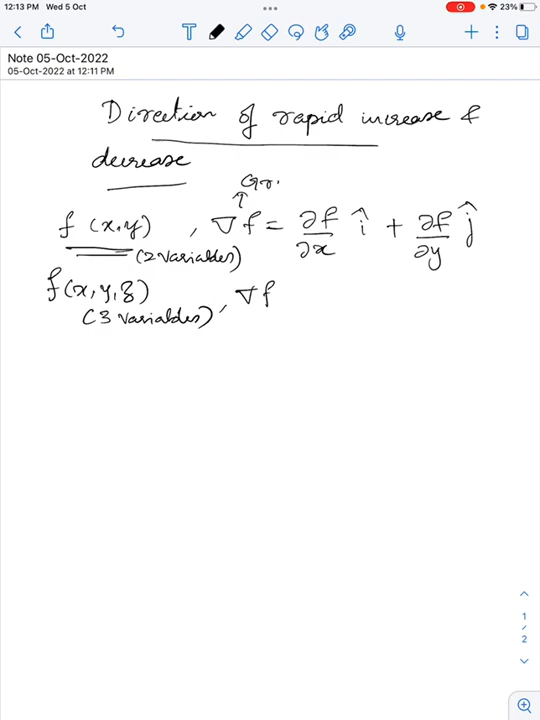 12:13 PM Wed 5 Oct
23%
Note 05-Oct-2022
05-Oct-2022 at 12:11 PM
Direction of rapid increase &
decrease
Gr.
f (x,y) , ∇f = ∂f/∂x î + ∂f/∂y ĵ
(2 variables)
f(x,y,z) , ∇f
(3 variables)
1
/
2